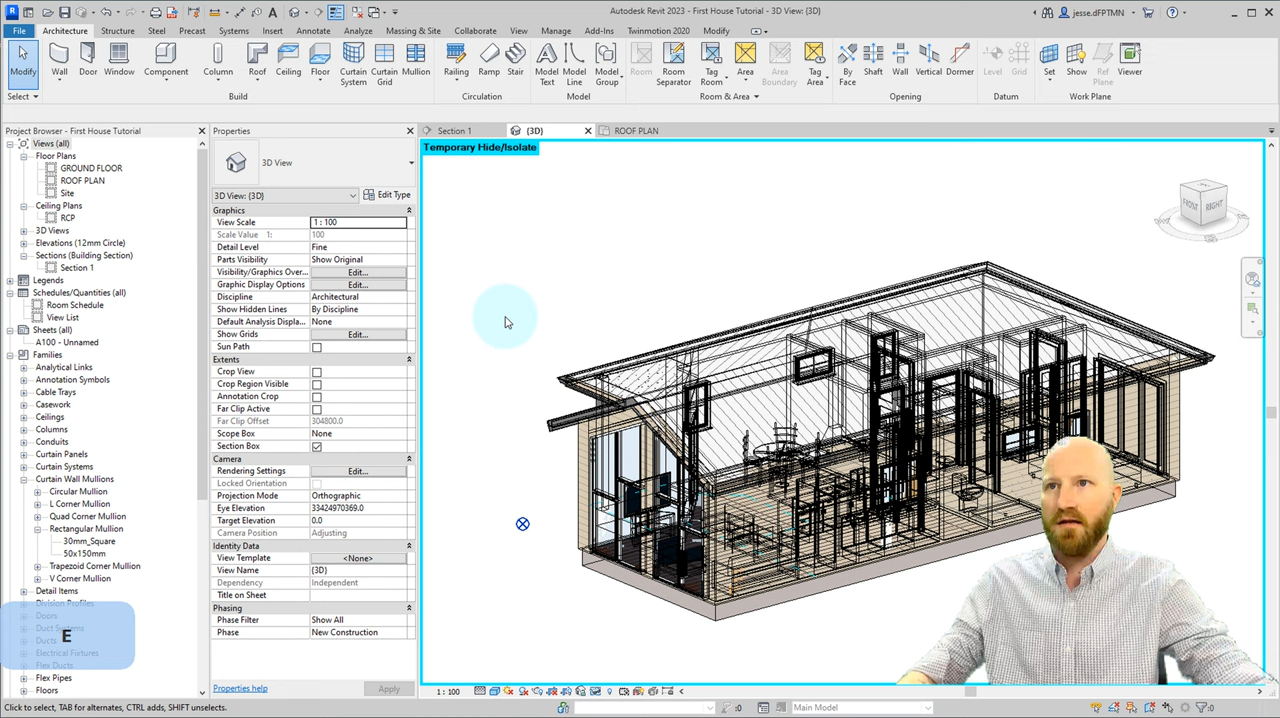 Autodesk Revit 2023 - First House Tutorial - 3D View: {3D}
jesse.dFPTMN
File Architecture Structure Steel Precast Systems Insert Annotate Analyze Massing & Site Collaborate View Manage Add-Ins Twinmotion 2020 Modify
Modify Wall Door Window Component Column Roof Ceiling Floor Curtain System Curtain Grid Mullion Railing Ramp Stair Model Text Model Line Model Group Room Room Separator Tag Room Area Area Boundary Tag Area By Face Shaft Wall Vertical Dormer Level Grid Set Show Ref Plane Viewer
Select Build Circulation Model Room & Area Opening Datum Work Plane
Project Browser - First House Tutorial
Views (all)
Floor Plans
GROUND FLOOR
ROOF PLAN
Site
Ceiling Plans
RCP
3D Views
Elevations (12mm Circle)
Sections (Building Section)
Section 1
Legends
Schedules/Quantities (all)
Room Schedule
View List
Sheets (all)
A100 - Unnamed
Families
Analytical Links
Annotation Symbols
Cable Trays
Casework
Ceilings
Columns
Conduits
Curtain Panels
Curtain Systems
Curtain Wall Mullions
Circular Mullion
L Corner Mullion
Quad Corner Mullion
Rectangular Mullion
30mm_Square
50x150mm
Trapezoid Corner Mullion
V Corner Mullion
Detail Items
Division Profiles
Doors
Duct Systems
Ducts
Electrical Fixtures
Flex Ducts
Flex Pipes
Floors
E
Properties
3D View
3D View: {3D} Edit Type
Graphics
View Scale 1 : 100
Scale Value 1: 100
Detail Level Fine
Parts Visibility Show Original
Visibility/Graphics Over... Edit...
Graphic Display Options Edit...
Discipline Architectural
Show Hidden Lines By Discipline
Default Analysis Displa... None
Show Grids Edit...
Sun Path
Extents
Crop View
Crop Region Visible
Annotation Crop
Far Clip Active
Far Clip Offset 304800.0
Scope Box None
Section Box
Camera
Rendering Settings Edit...
Locked Orientation
Projection Mode Orthographic
Eye Elevation 33424970369.0
Target Elevation 0.0
Camera Position Adjusting
Identity Data
View Template <None>
View Name {3D}
Dependency Independent
Title on Sheet
Phasing
Phase Filter Show All
Phase New Construction
Properties help Apply
Section 1 {3D} ROOF PLAN
Temporary Hide/Isolate
FRONT RIGHT
1 : 100
Click to select, TAB for alternates, CTRL adds, SHIFT unselects.
:0
Main Model
:0